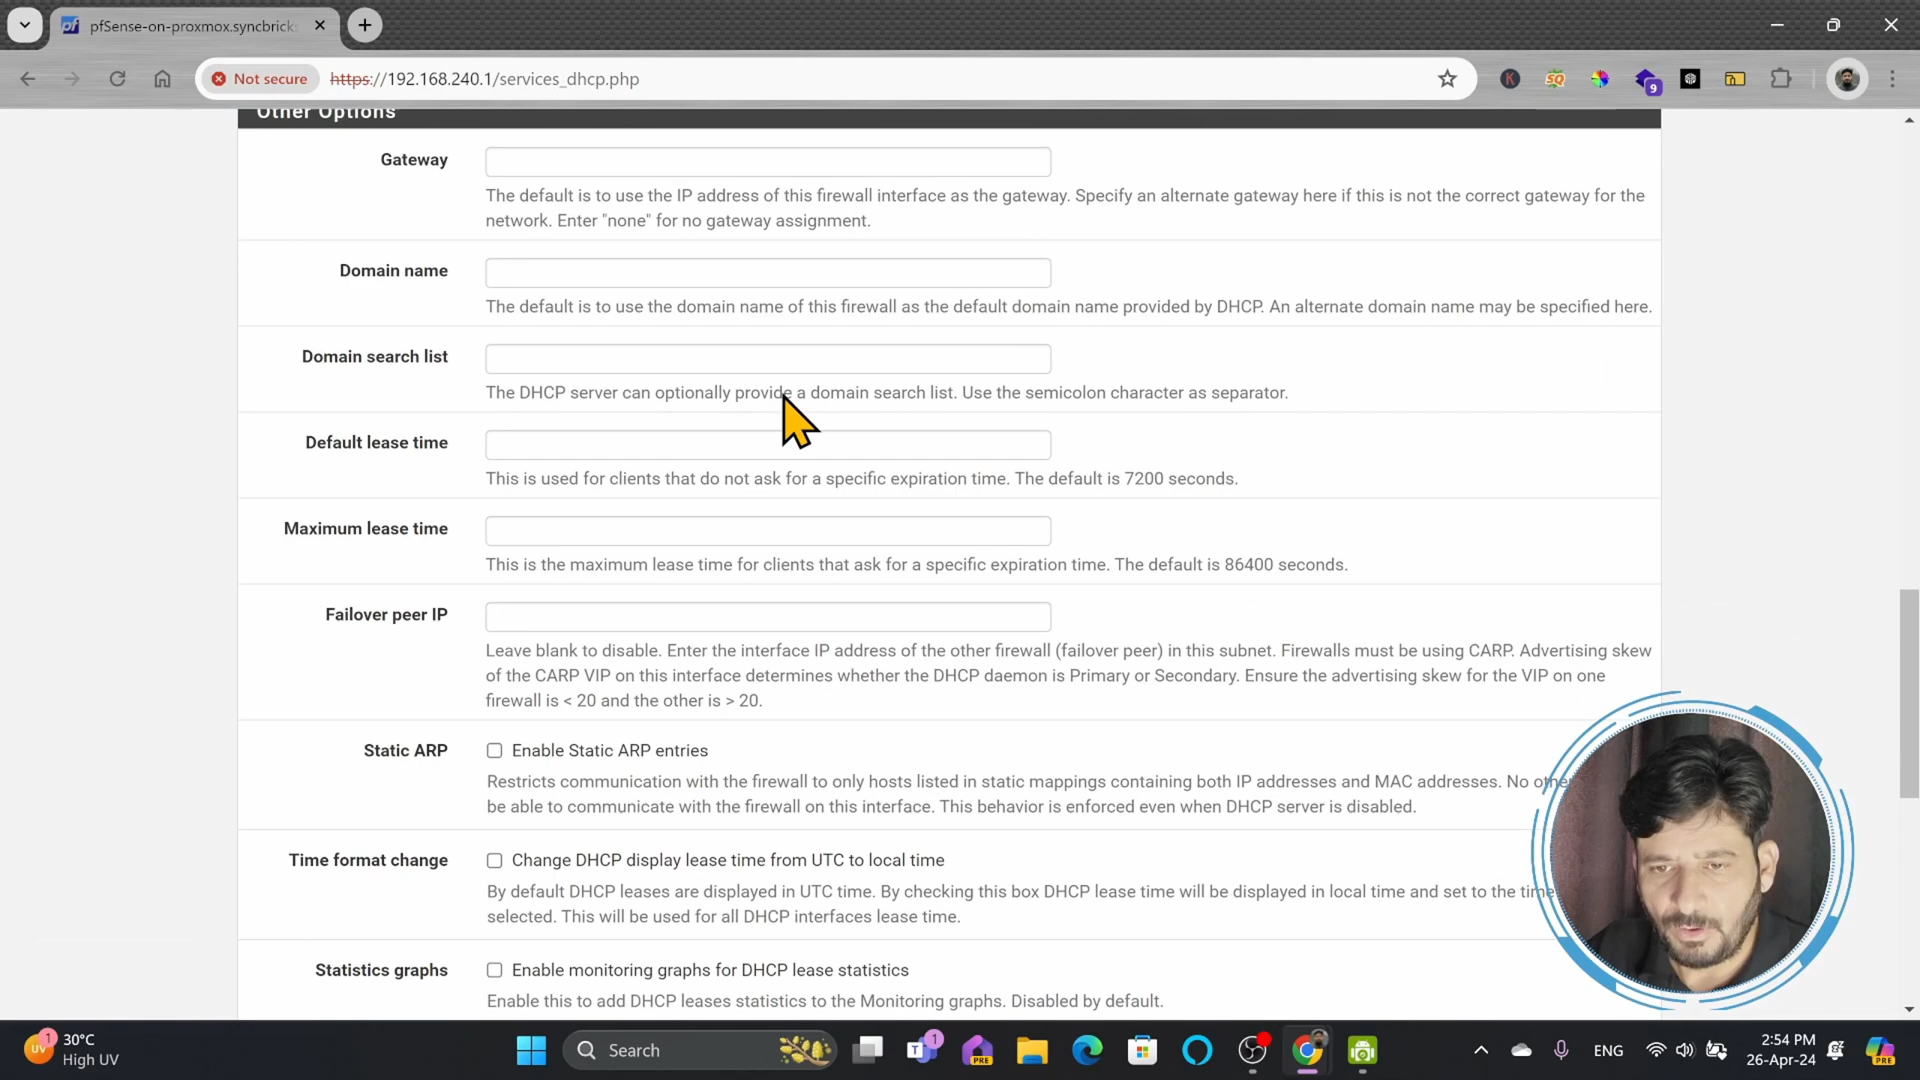 pfSense-on-proxmox.syncbricks
Not secure
https://192.168.240.1/services_dhcp.php
9
Other Options
Gateway
The default is to use the IP address of this firewall interface as the gateway. Specify an alternate gateway here if this is not the correct gateway for the
network. Enter "none" for no gateway assignment.
Domain name
The default is to use the domain name of this firewall as the default domain name provided by DHCP. An alternate domain name may be specified here.
Domain search list
The DHCP server can optionally provide a domain search list. Use the semicolon character as separator.
Default lease time
This is used for clients that do not ask for a specific expiration time. The default is 7200 seconds.
Maximum lease time
This is the maximum lease time for clients that ask for a specific expiration time. The default is 86400 seconds.
Failover peer IP
Leave blank to disable. Enter the interface IP address of the other firewall (failover peer) in this subnet. Firewalls must be using CARP. Advertising skew
of the CARP VIP on this interface determines whether the DHCP daemon is Primary or Secondary. Ensure the advertising skew for the VIP on one
firewall is < 20 and the other is > 20.
Static ARP
Enable Static ARP entries
Restricts communication with the firewall to only hosts listed in static mappings containing both IP addresses and MAC addresses. No othe
be able to communicate with the firewall on this interface. This behavior is enforced even when DHCP server is disabled.
Time format change
Change DHCP display lease time from UTC to local time
By default DHCP leases are displayed in UTC time. By checking this box DHCP lease time will be displayed in local time and set to the time
selected. This will be used for all DHCP interfaces lease time.
Statistics graphs
Enable monitoring graphs for DHCP lease statistics
Enable this to add DHCP leases statistics to the Monitoring graphs. Disabled by default.
UV
1
30°C
High UV
Search
1
PRE
ENG
2:54 PM
26-Apr-24
PRE